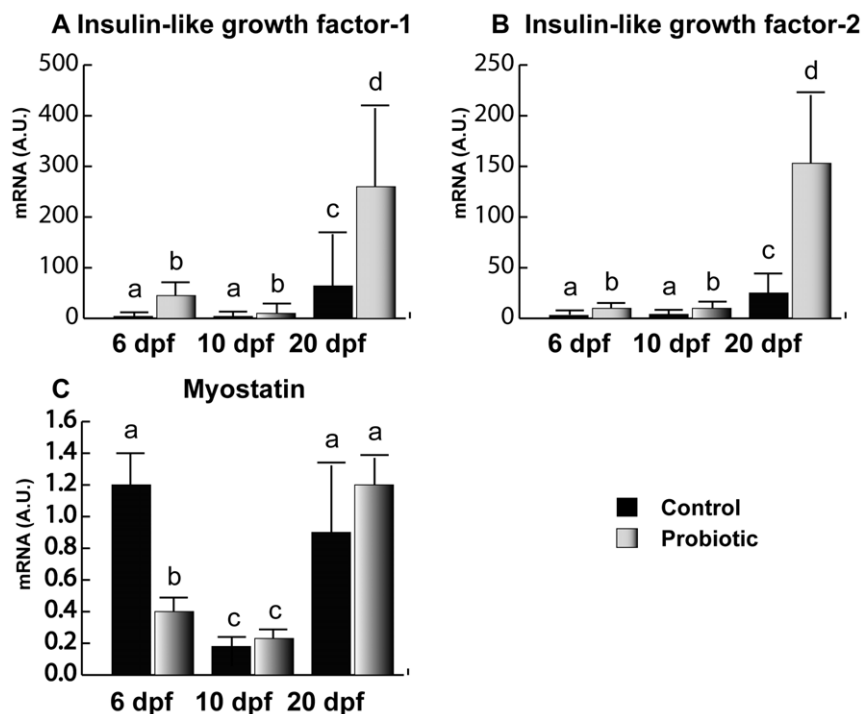 A Insulin-like growth factor-1
mRNA (A.U.)
500
400
300
200
100
0
a b a b c d
6 dpf 10 dpf 20 dpf
B Insulin-like growth factor-2
mRNA (A.U.)
250
200
150
100
50
0
a b a b c d
6 dpf 10 dpf 20 dpf
C Myostatin
mRNA (A.U.)
1.6
1.4
1.2
1.0
0.8
0.6
0.4
0.2
0.0
a b c c a a
6 dpf 10 dpf 20 dpf
Control
Probiotic